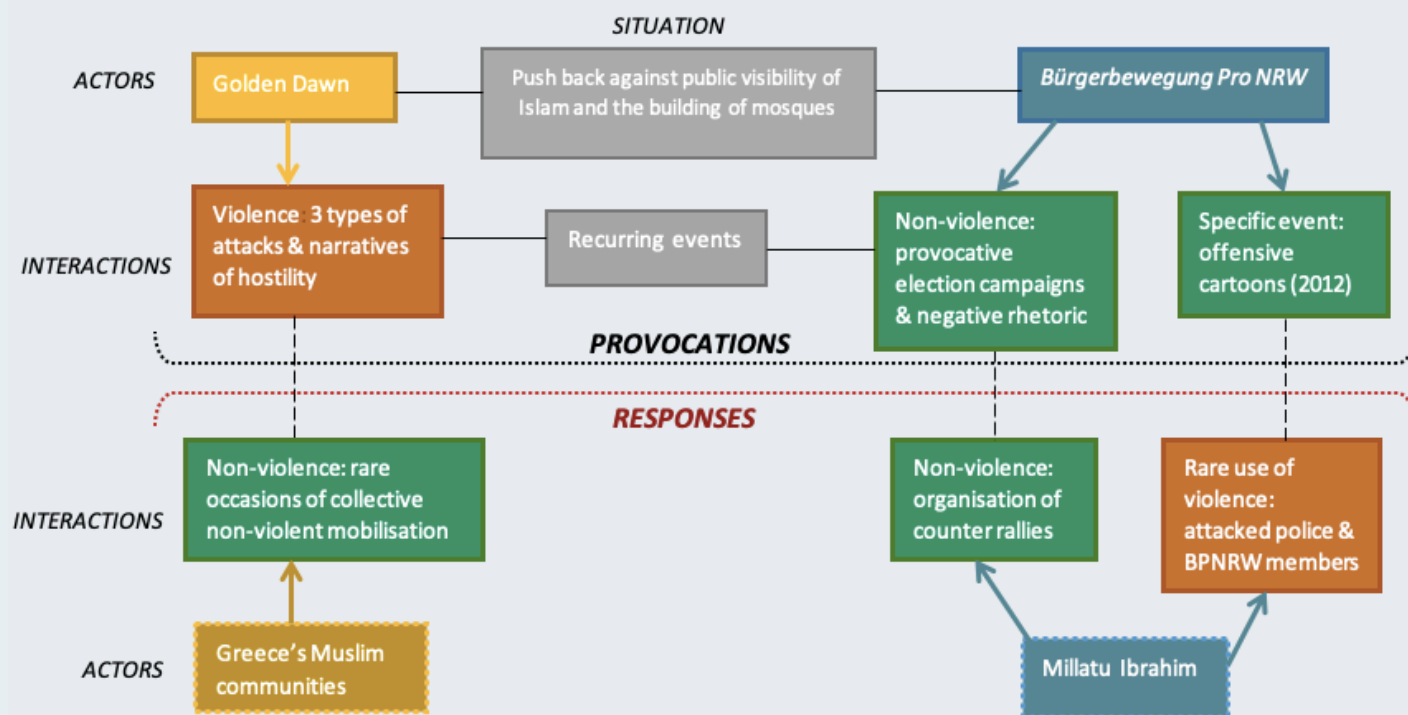 SITUATION
ACTORS
Golden Dawn
Push back against public visibility of
Islam and the building of mosques
Bürgerbewegung Pro NRW
INTERACTIONS
Violence: 3 types of
attacks & narratives
of hostility
Recurring events
Non-violence:
provocative
election campaigns
& negative rhetoric
Specific event:
offensive
cartoons (2012)
PROVOCATIONS
RESPONSES
INTERACTIONS
Non-violence: rare
occasions of collective
non-violent mobilisation
Non-violence:
organisation of
counter rallies
Rare use of
violence:
attacked police &
BPNRW members
ACTORS
Greece's Muslim
communities
Millatu Ibrahim